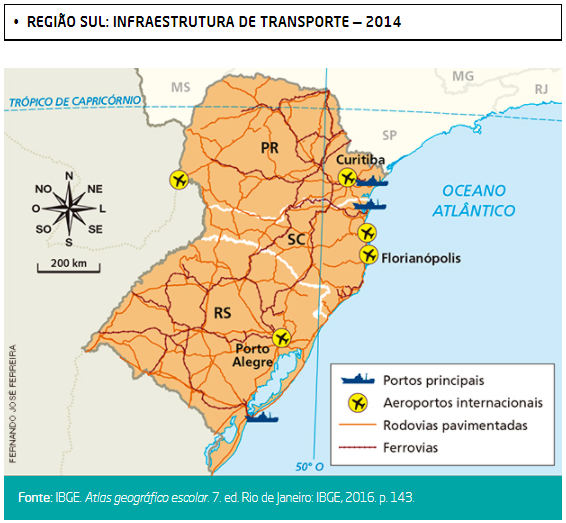 • REGIÃO SUL: INFRAESTRUTURA DE TRANSPORTE – 2014
MS
MG
RJ
TRÓPICO DE CAPRICÓRNIO
SP
PR
Curitiba
OCEANO
ATLÂNTICO
N
NO
NE
O
L
SO
SE
S
200 km
SC
Florianópolis
RS
Porto
Alegre
Portos principais
Aeroportos internacionais
Rodovias pavimentadas
Ferrovias
50° O
FERNANDO JOSÉ FERREIRA
Fonte: IBGE. Atlas geográfico escolar. 7. ed. Rio de Janeiro: IBGE, 2016. p. 143.